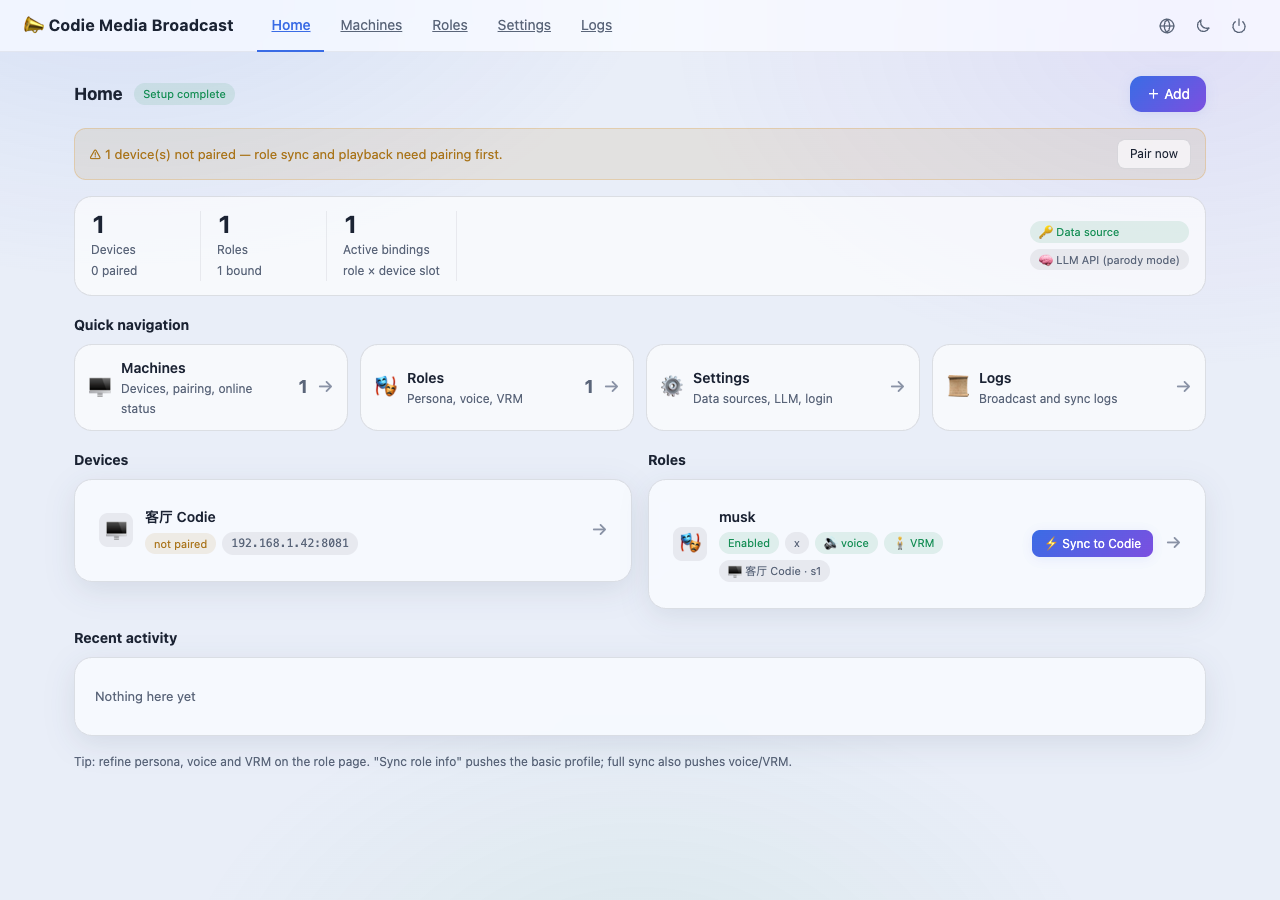 Codie Media Broadcast
Home
Machines
Roles
Settings
Logs
Home
Setup complete
+ Add
⚠ 1 device(s) not paired — role sync and playback need pairing first.
Pair now
1
Devices
0 paired
1
Roles
1 bound
1
Active bindings
role × device slot
Data source
LLM API (parody mode)
Quick navigation
Machines
Devices, pairing, online
status
1 →
Roles
Persona, voice, VRM
1 →
Settings
Data sources, LLM, login
→
Logs
Broadcast and sync logs
→
Devices
客厅 Codie
not paired
192.168.1.42:8081
→
Roles
musk
Enabled
x
voice
VRM
客厅 Codie · s1
⚡ Sync to Codie
→
Recent activity
Nothing here yet
Tip: refine persona, voice and VRM on the role page. "Sync role info" pushes the basic profile; full sync also pushes voice/VRM.